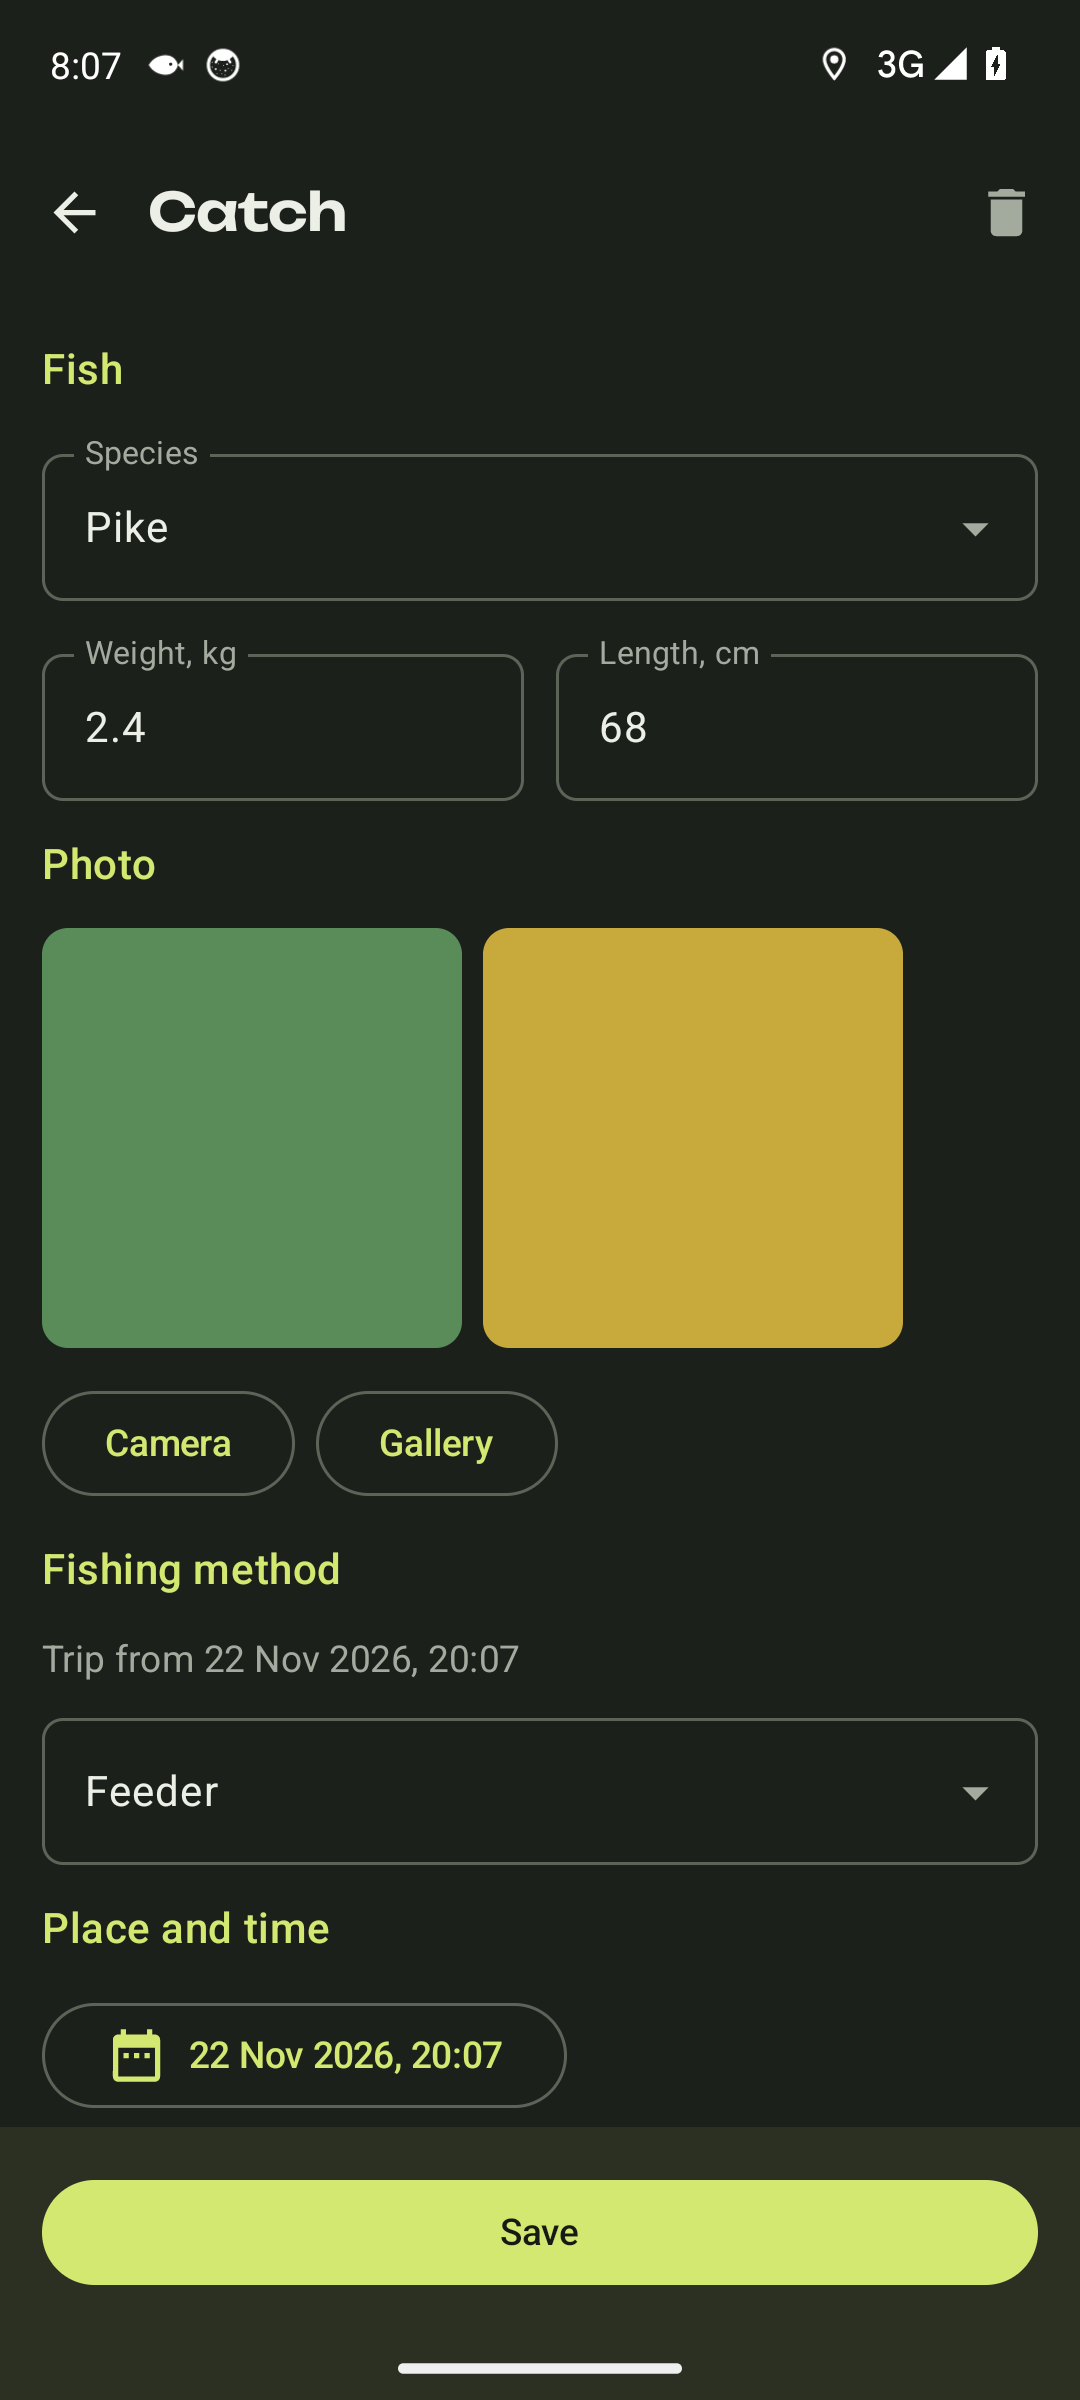 8:07
3G
Catch
Fish
Species
Pike
Weight, kg
Length, cm
2.4
68
Photo
Camera
Gallery
Fishing method
Trip from 22 Nov 2026, 20:07
Feeder
Place and time
22 Nov 2026, 20:07
Save